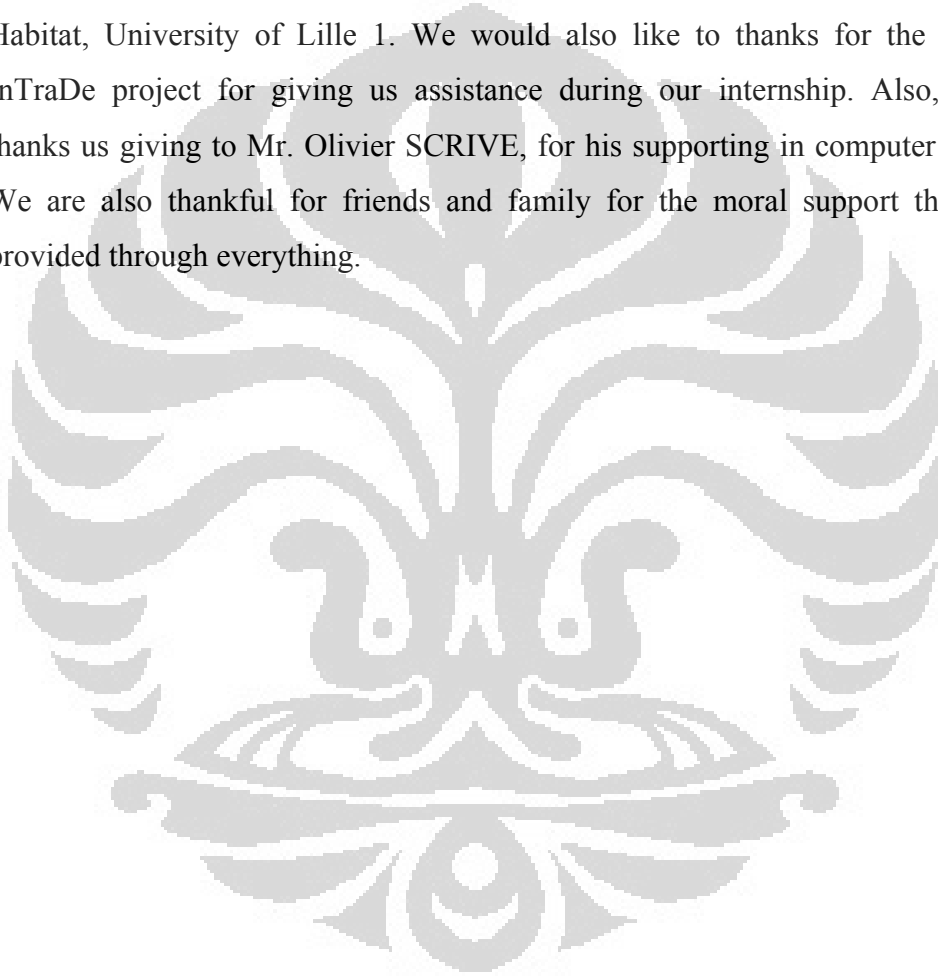 Habitat, University of Lille 1. We would also like to thanks for the
InTraDe project for giving us assistance during our internship. Also,
thanks us giving to Mr. Olivier SCRIVE, for his supporting in computer
We are also thankful for friends and family for the moral support th
provided through everything.